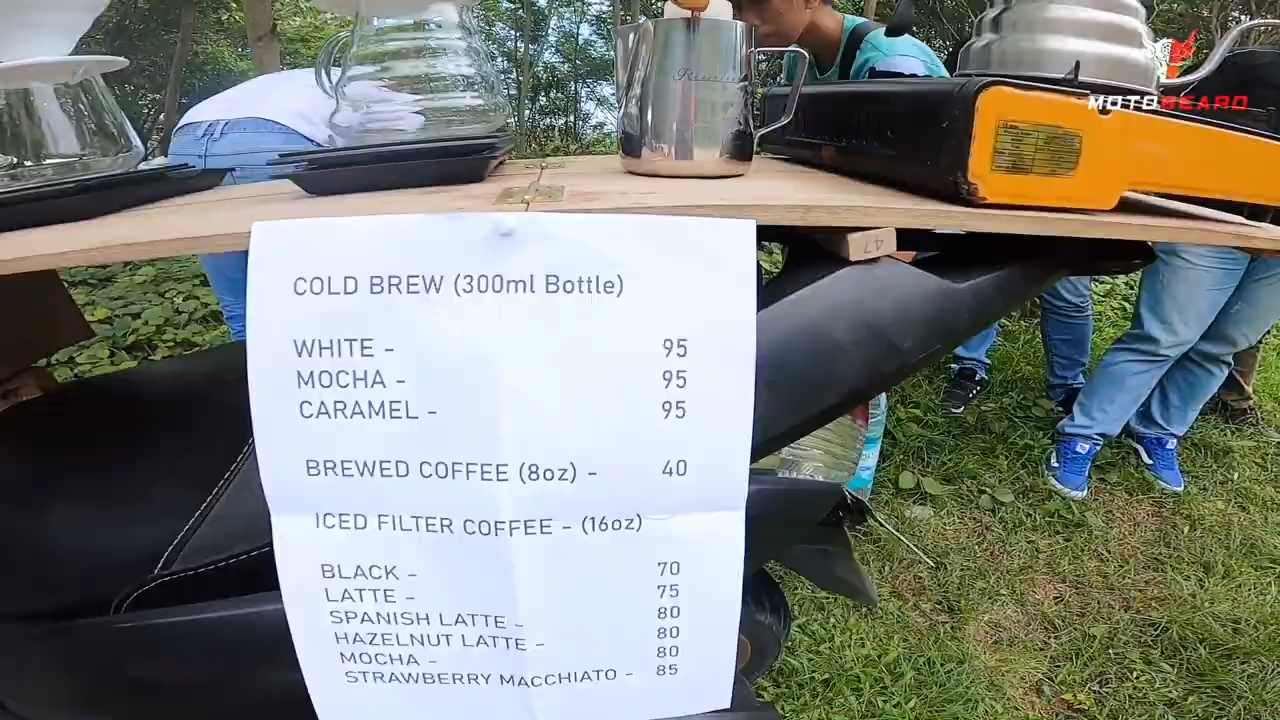 MOTOBEARD
COLD BREW (300ml Bottle)
WHITE - 95
MOCHA - 95
CARAMEL - 95
BREWED COFFEE (8oz) - 40
ICED FILTER COFFEE - (16oz)
BLACK - 70
LATTE - 75
SPANISH LATTE - 80
HAZELNUT LATTE - 80
MOCHA - 80
STRAWBERRY MACCHIATO - 85
47